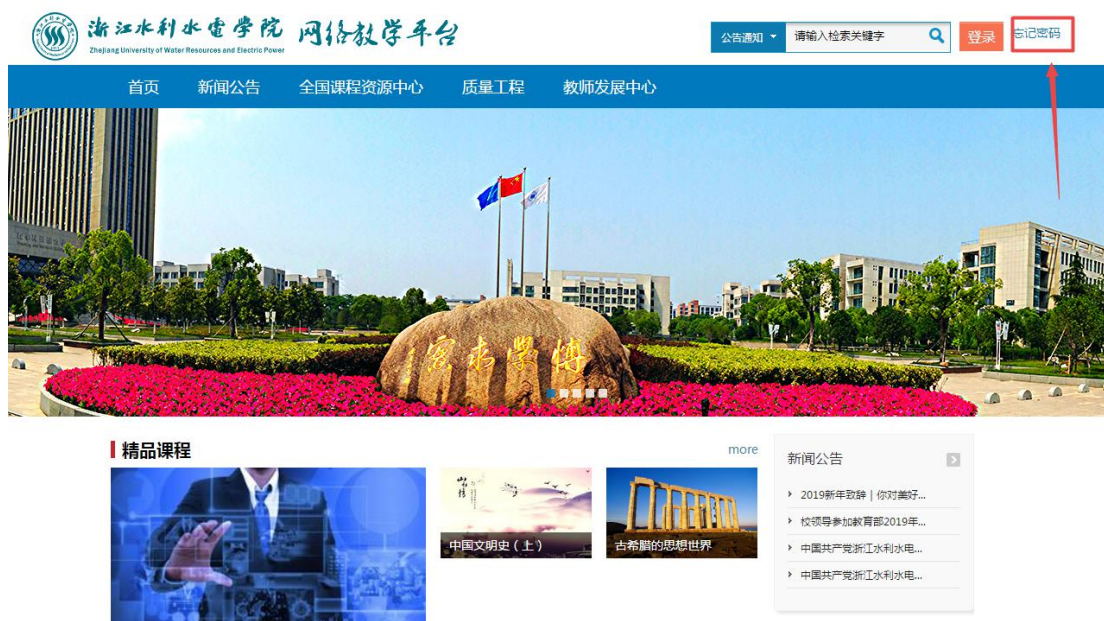 浙江水利水電學院 网络教学平台
Zhejiang University of Water Resources and Electric Power
公告通知
请输入检索关键字
登录
忘记密码
首页 新闻公告 全国课程资源中心 质量工程 教师发展中心
博學求實
精品课程
more
中国文明史（上）
古希腊的思想世界
新闻公告
2019新年致辞 | 你对美好...
校领导参加教育部2019年...
中国共产党浙江水利水电...
中国共产党浙江水利水电...